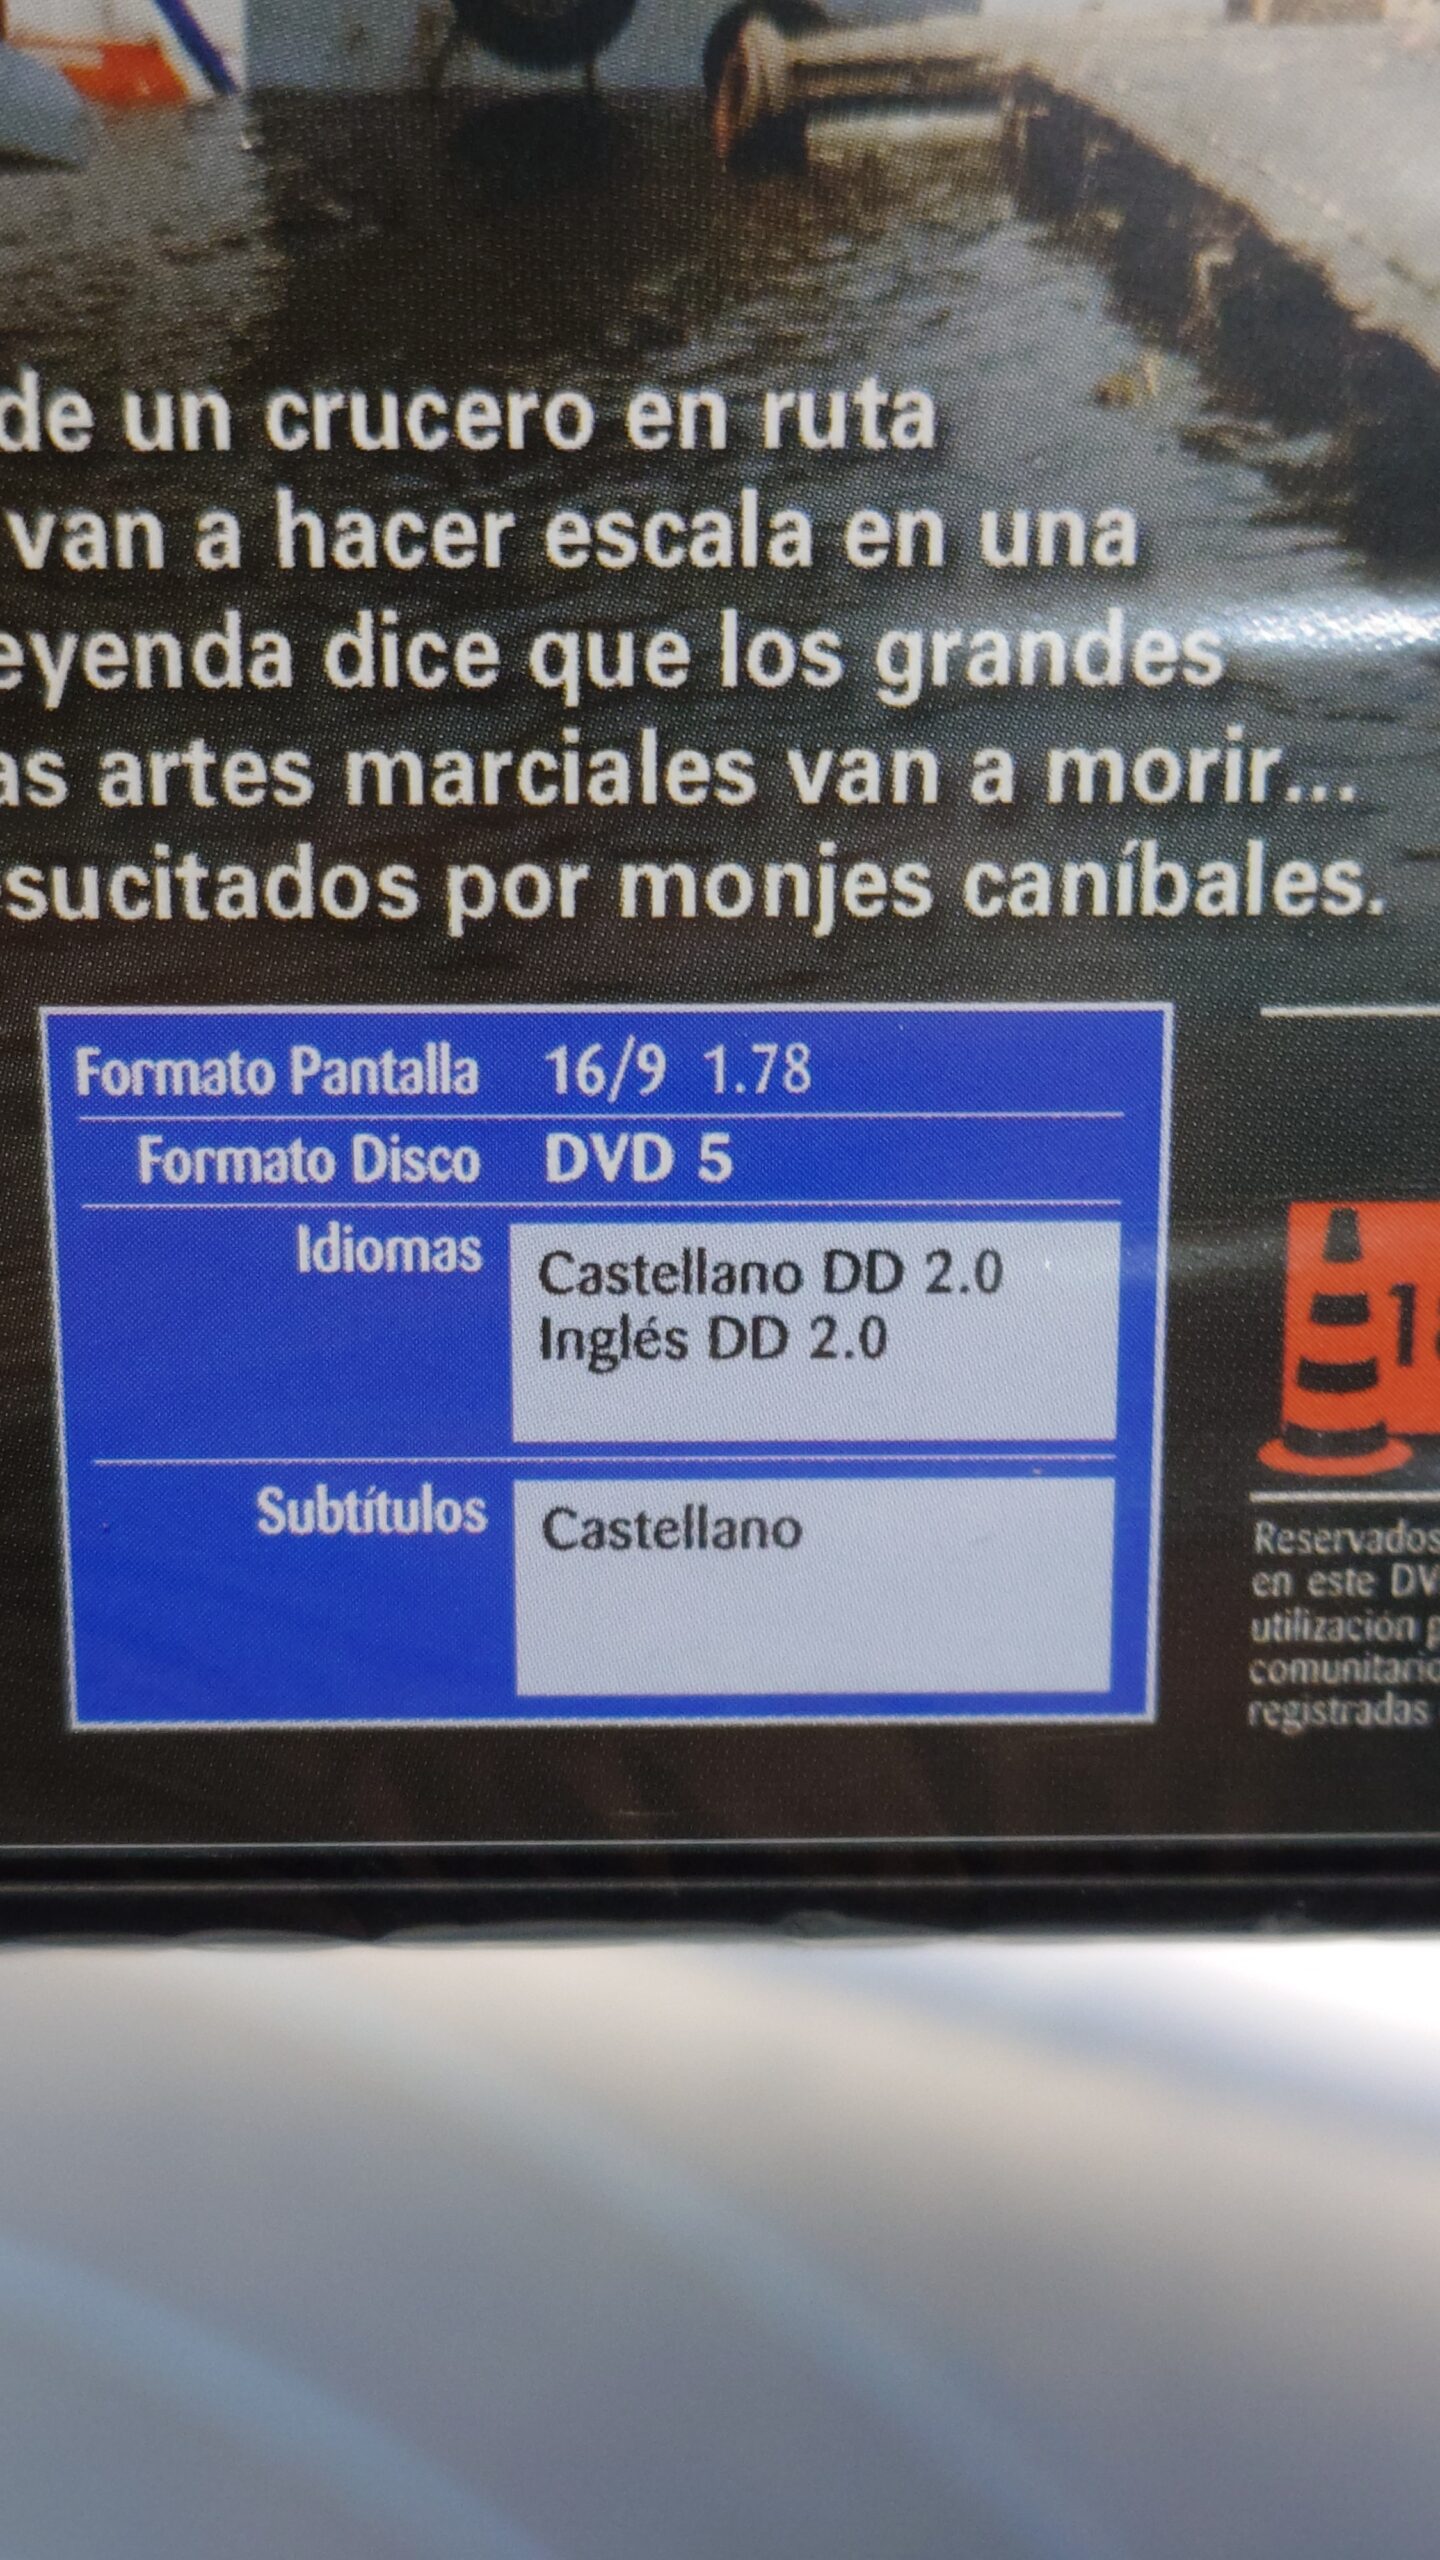 de un crucero en ruta
van a hacer escala en una
eyenda dice que los grandes
as artes marciales van a morir...
sucitados por monjes caníbales.
Formato Pantalla 16/9 1.78
Formato Disco DVD 5
Idiomas Castellano DD 2.0
Inglés DD 2.0
Subtítulos Castellano
Reservados
en este DV
utilización p
comunitario
registradas